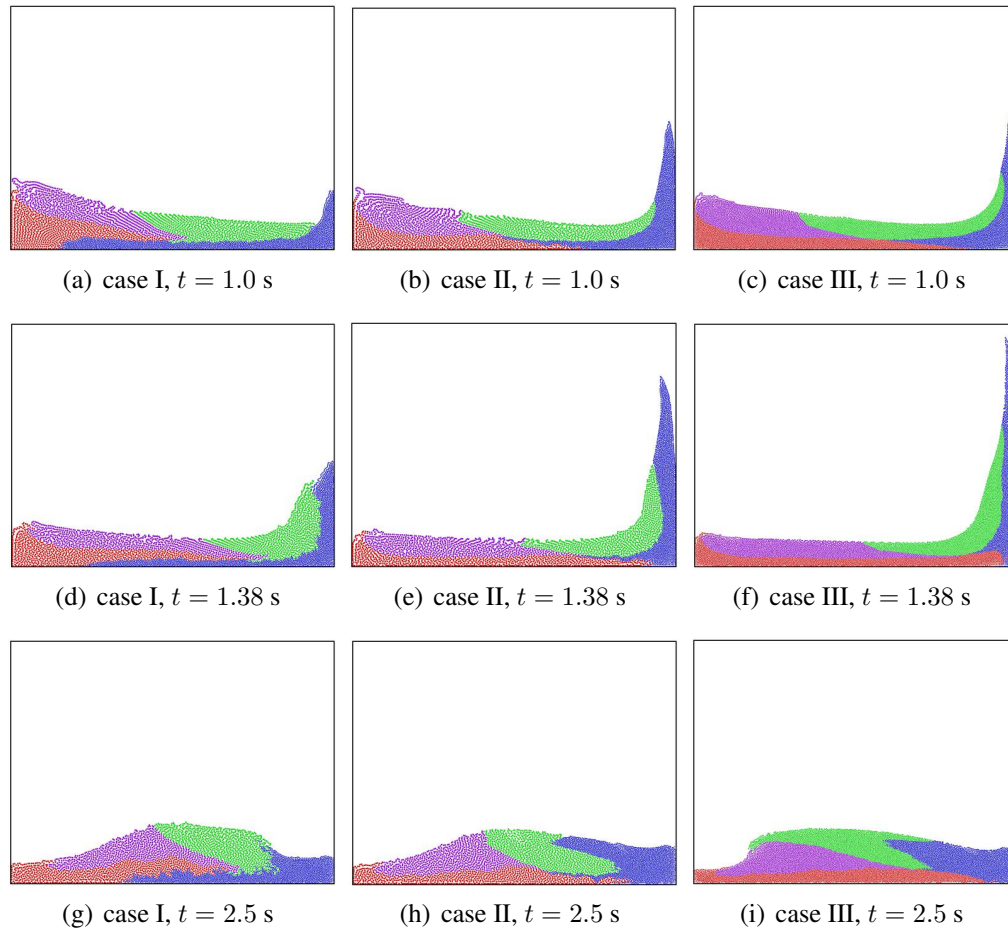 (a) case I, t = 1.0 s
(b) case II, t = 1.0 s
(c) case III, t = 1.0 s
(d) case I, t = 1.38 s
(e) case II, t = 1.38 s
(f) case III, t = 1.38 s
(g) case I, t = 2.5 s
(h) case II, t = 2.5 s
(i) case III, t = 2.5 s